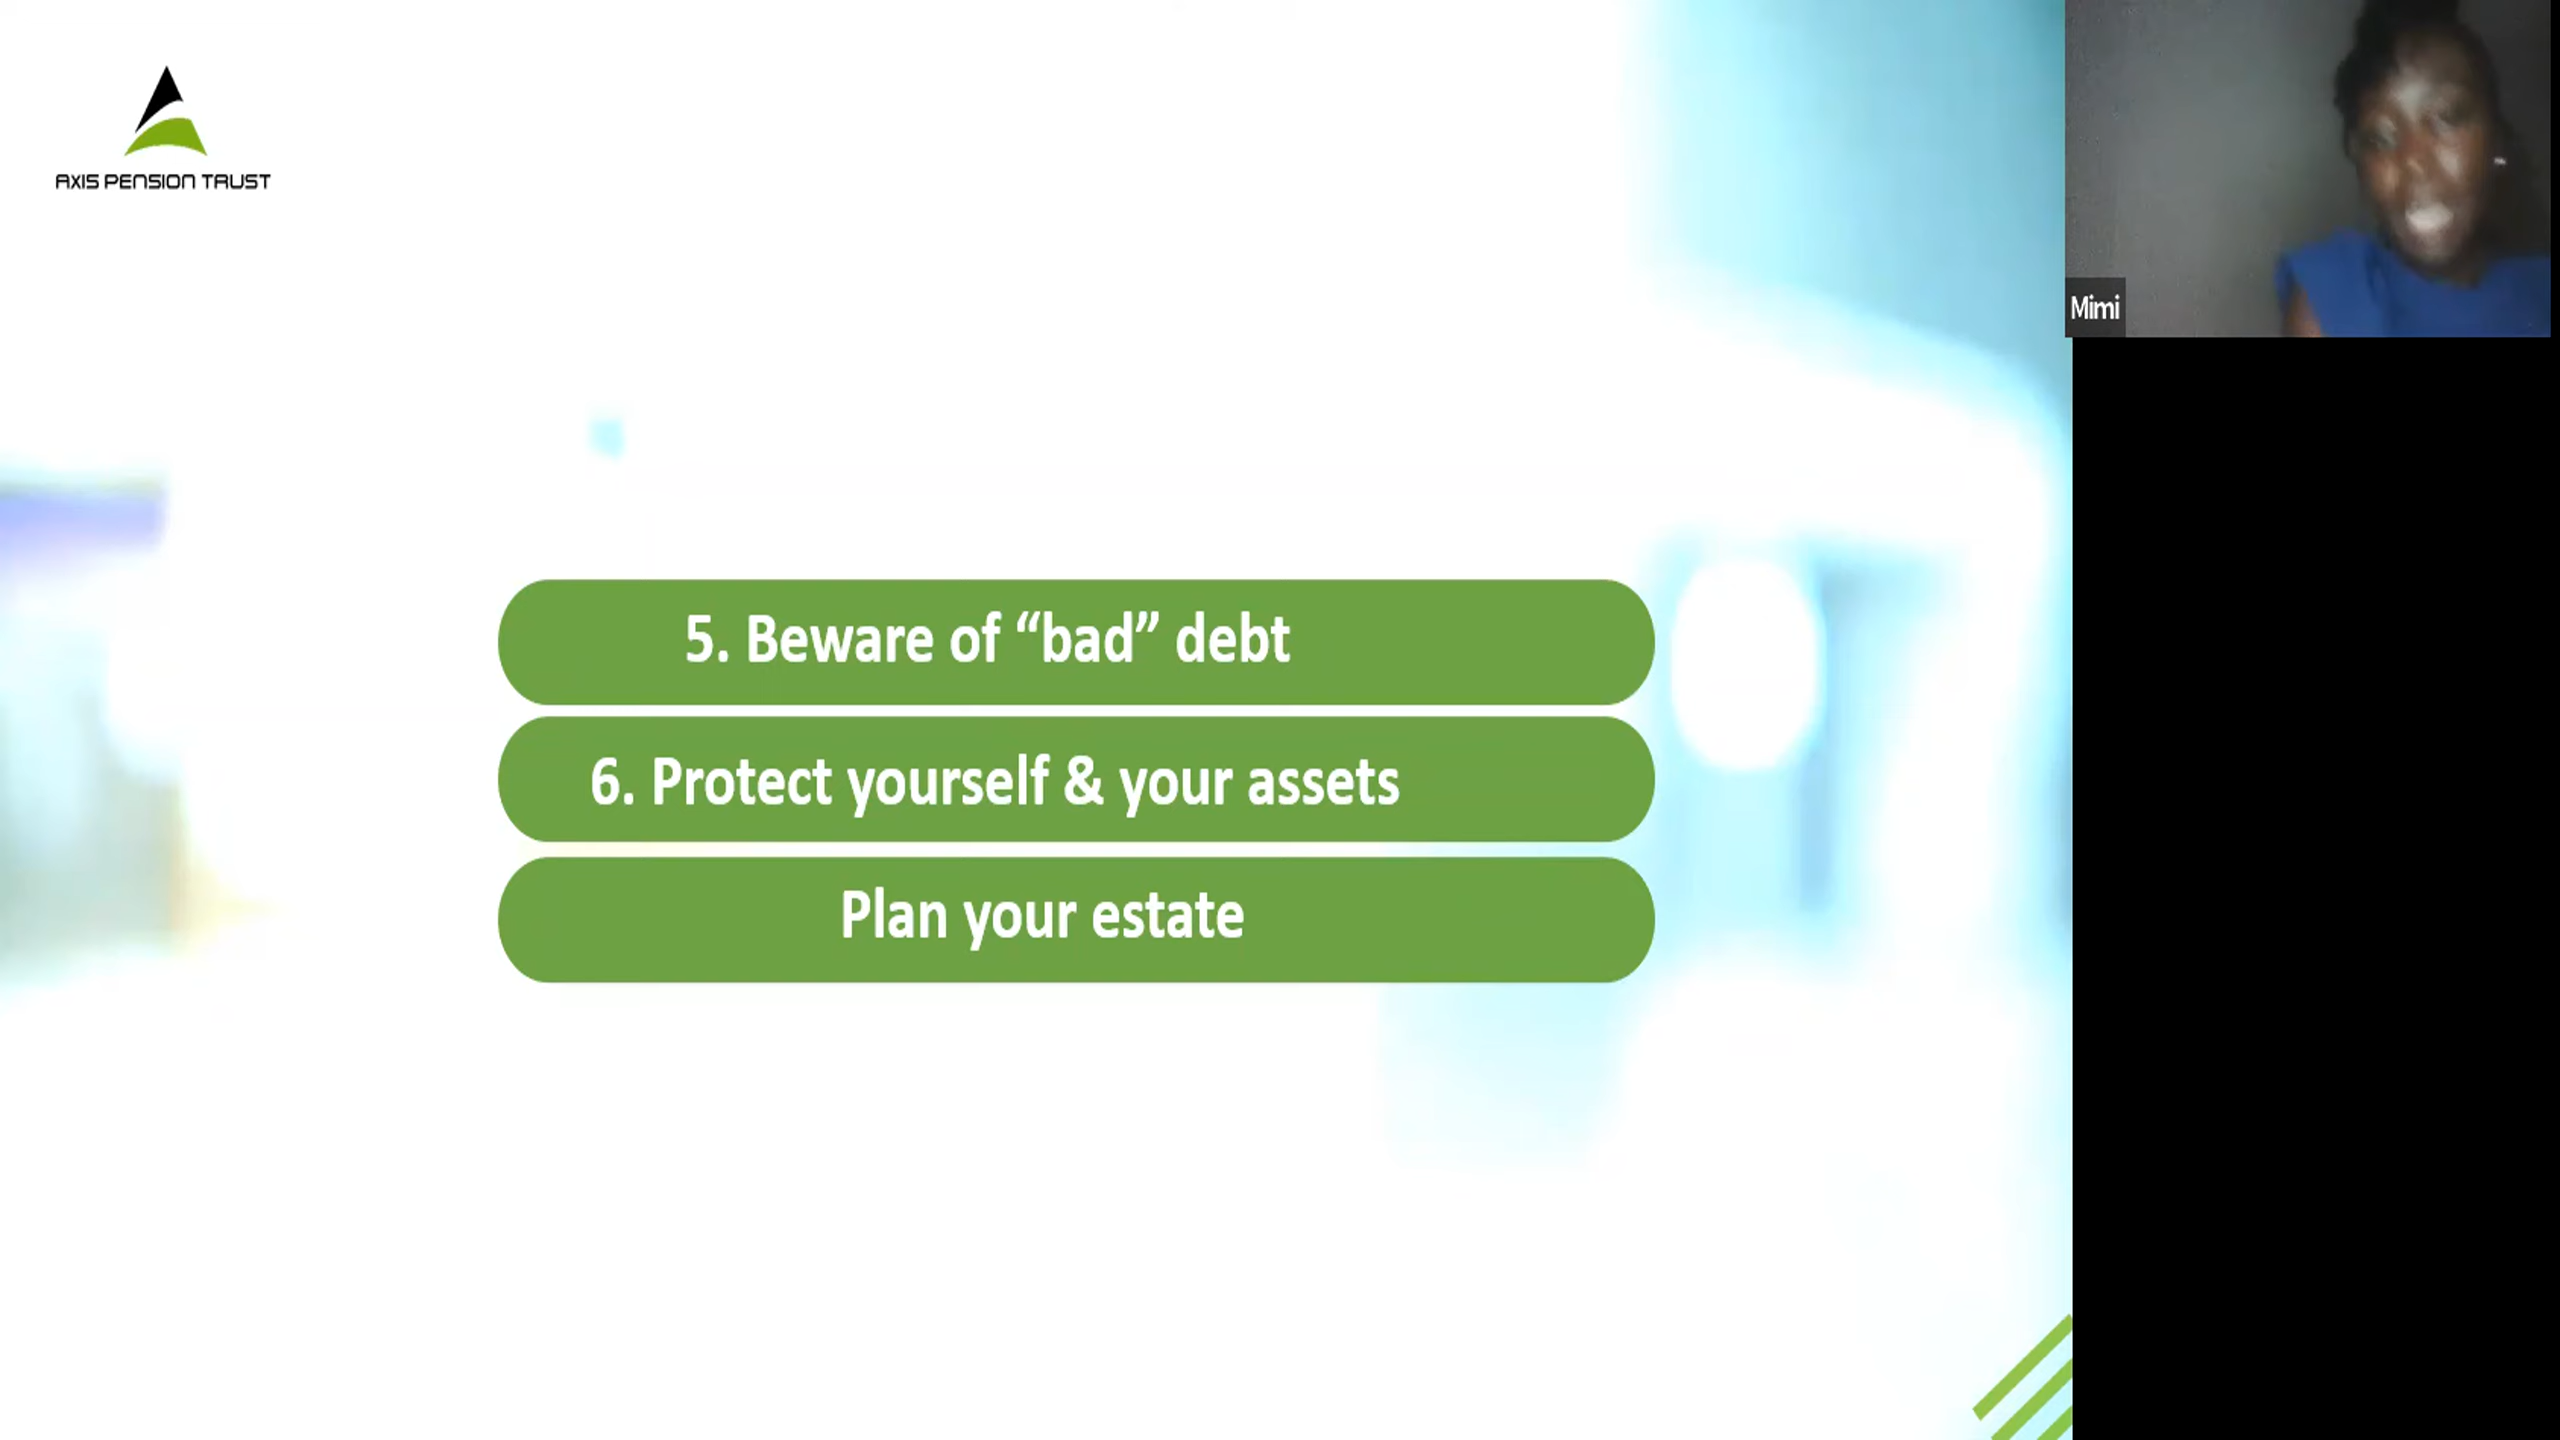 AXIS PENSION TRUST
Mimi
5. Beware of “bad” debt
6. Protect yourself & your assets
Plan your estate